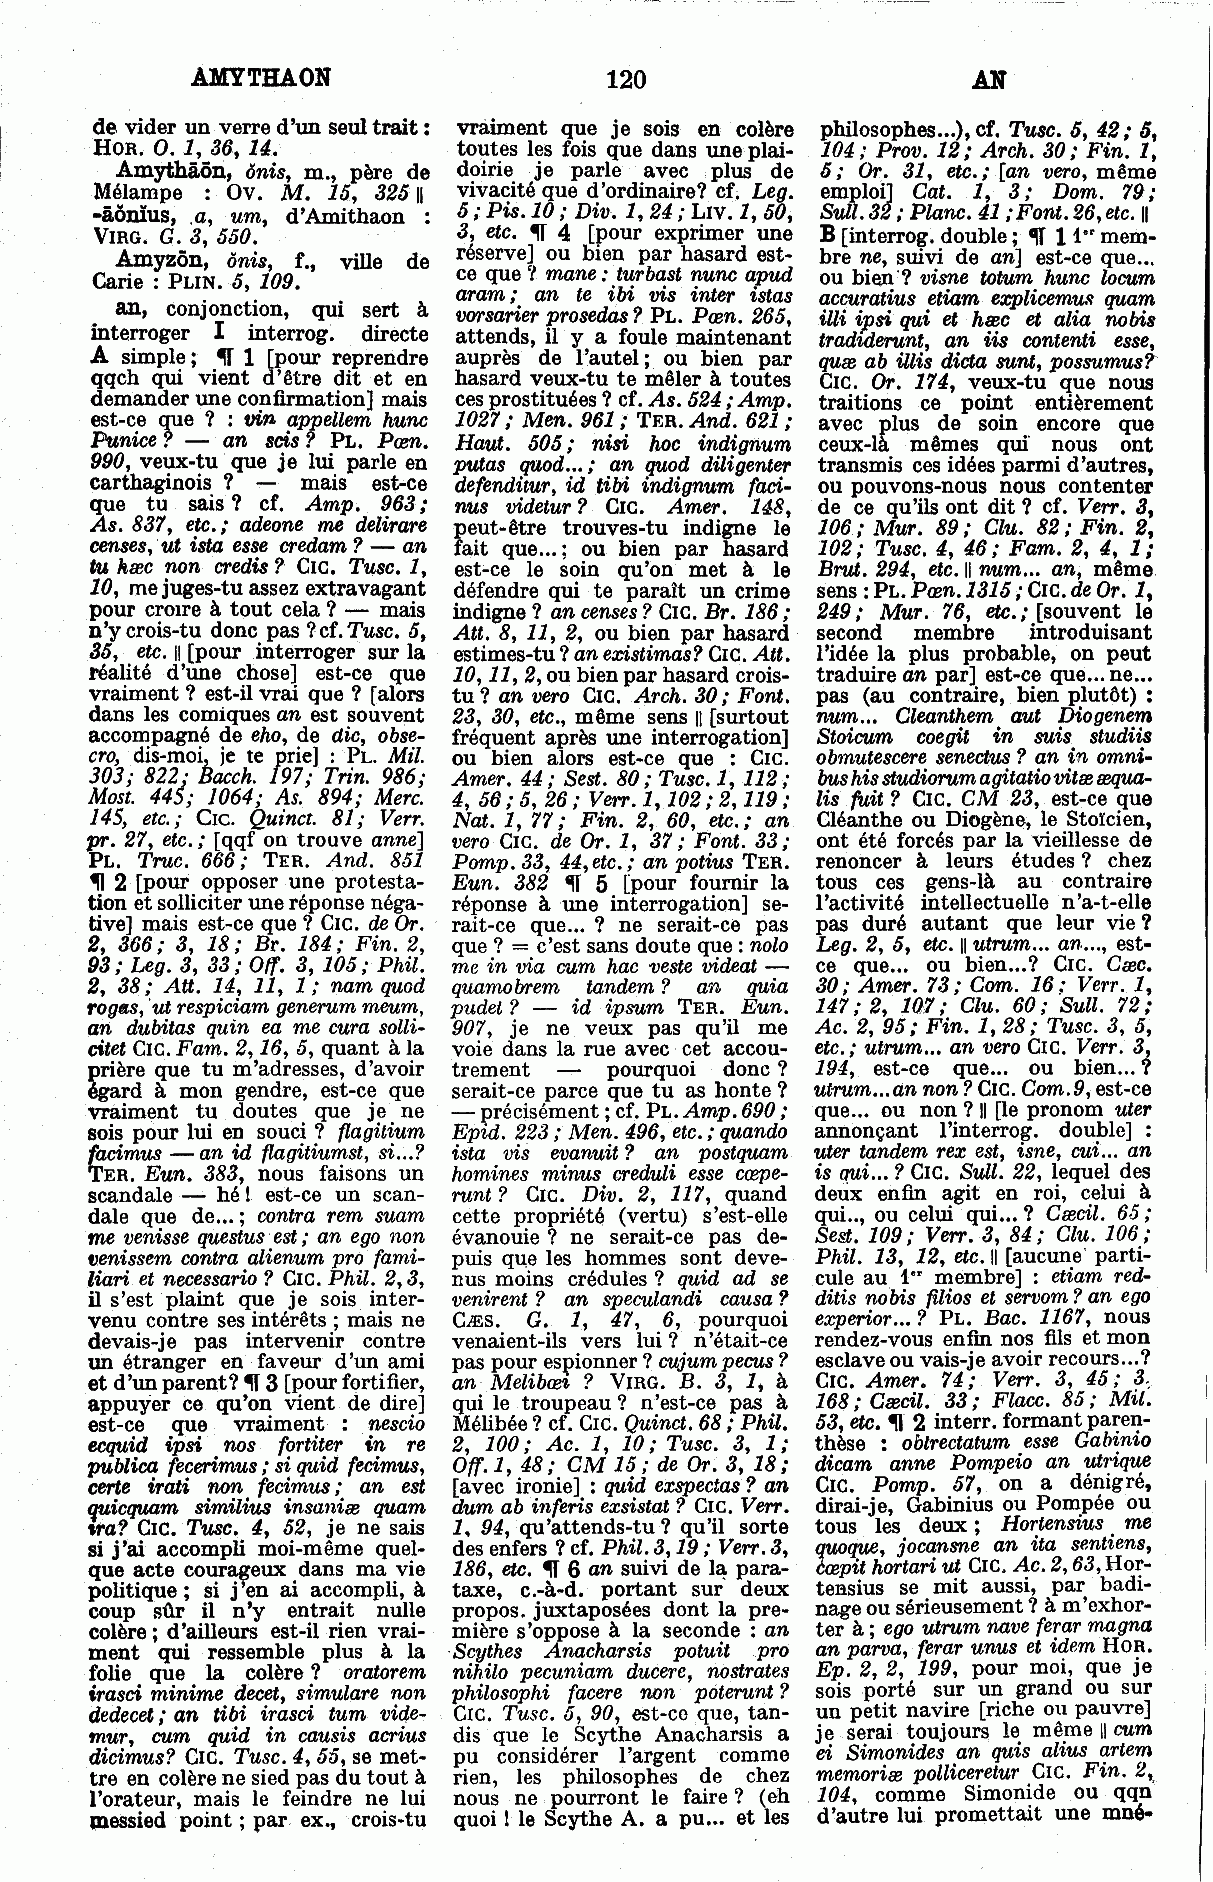 AMYTHAON 120 AN
de vider un verre d'un seul trait :
HOR. O. 1, 36, 14.
Amythāōn, ŏnis, m., père de
Mélampe : OV. M. 15, 325 ‖
-āŏnĭus, a, um, d'Amithaon :
VIRG. G. 3, 550.
Amyzōn, ŏnis, f., ville de
Carie : PLIN. 5, 109.
an, conjonction, qui sert à
interroger I interrog. directe
A simple ; ¶ 1 [pour reprendre
qqch qui vient d'être dit et en
demander une confirmation] mais
est-ce que ? : vin appellem hunc
Punice ? — an scis ? PL. Pœn.
990, veux-tu que je lui parle en
carthaginois ? — mais est-ce
que tu sais ? cf. Amp. 963 ;
As. 837, etc. ; adeone me delirare
censes, ut ista esse credam ? — an
tu hæc non credis ? CIC. Tusc. 1,
10, me juges-tu assez extravagant
pour croire à tout cela ? — mais
n'y crois-tu donc pas ? cf. Tusc. 5,
35, etc. ‖ [pour interroger sur la
réalité d'une chose] est-ce que
vraiment ? est-il vrai que ? [alors
dans les comiques an est souvent
accompagné de eho, de dic, obse-
cro, dis-moi, je te prie] : PL. Mil.
303 ; 822 ; Bacch. 197 ; Trin. 986 ;
Most. 445 ; 1064 ; As. 894 ; Merc.
145, etc. ; CIC. Quinct. 81 ; Verr.
pr. 27, etc. ; [qqf on trouve anne]
PL. Truc. 666 ; TER. And. 851
¶ 2 [pour opposer une protesta-
tion et solliciter une réponse néga-
tive] mais est-ce que ? CIC. de Or.
2, 366 ; 3, 18 ; Br. 184 ; Fin. 2,
93 ; Leg. 3, 33 ; Off. 3, 105 ; Phil.
2, 38 ; Att. 14, 11, 1 ; nam quod
rogas, ut respiciam generum meum,
an dubitas quin ea me cura solli-
citet CIC. Fam. 2, 16, 5, quant à la
prière que tu m'adresses, d'avoir
égard à mon gendre, est-ce que
vraiment tu doutes que je ne
sois pour lui en souci ? flagitium
facimus — an id flagitiumst, si...?
TER. Eun. 383, nous faisons un
scandale — hé ! est-ce un scan-
dale que de... ; contra rem suam
me venisse questus est ; an ego non
venissem contra alienum pro fami-
liari et necessario ? CIC. Phil. 2, 3,
il s'est plaint que je sois inter-
venu contre ses intérêts ; mais ne
devais-je pas intervenir contre
un étranger en faveur d'un ami
et d'un parent ? ¶ 3 [pour fortifier,
appuyer ce qu'on vient de dire]
est-ce que vraiment : nescio
ecquid ipsi nos fortiter in re
publica fecerimus ; si quid fecimus,
certe irati non fecimus ; an est
quicquam similius insaniæ quam
ira? CIC. Tusc. 4, 52, je ne sais
si j'ai accompli moi-même quel-
que acte courageux dans ma vie
politique ; si j'en ai accompli, à
coup sûr il n'y entrait nulle
colère ; d'ailleurs est-il rien vrai-
ment qui ressemble plus à la
folie que la colère ? oratorem
irasci minime decet, simulare non
dedecet ; an tibi irasci tum vide-
mur, cum quid in causis acrius
dicimus? CIC. Tusc. 4, 55, se met-
tre en colère ne sied pas du tout à
l'orateur, mais le feindre ne lui
messied point ; par ex., crois-tu
vraiment que je sois en colère
toutes les fois que dans une plai-
doirie je parle avec plus de
vivacité que d'ordinaire? cf. Leg.
5 ; Pis. 10 ; Div. 1, 24 ; LIV. 1, 50,
3, etc. ¶ 4 [pour exprimer une
réserve] ou bien par hasard est-
ce que ? mane : turbast nunc apud
aram ; an te ibi vis inter istas
vorsarier prosedas ? PL. Pœn. 265,
attends, il y a foule maintenant
auprès de l'autel ; ou bien par
hasard veux-tu te mêler à toutes
ces prostituées ? cf. As. 524 ; Amp.
1027 ; Men. 961 ; TER. And. 621 ;
Haut. 505 ; nisi hoc indignum
putas quod... ; an quod diligenter
defenditur, id tibi indignum faci-
nus videtur ? CIC. Amer. 148,
peut-être trouves-tu indigne le
fait que... ; ou bien par hasard
est-ce le soin qu'on met à le
défendre qui te paraît un crime
indigne ? an censes ? CIC. Br. 186 ;
Att. 8, 11, 2, ou bien par hasard
estimes-tu ? an existimas? CIC. Att.
10, 11, 2, ou bien par hasard crois-
tu ? an vero CIC. Arch. 30 ; Font.
23, 30, etc., même sens ‖ [surtout
fréquent après une interrogation]
ou bien alors est-ce que : CIC.
Amer. 44 ; Sest. 80 ; Tusc. 1, 112 ;
4, 56 ; 5, 26 ; Verr. 1, 102 ; 2, 119 ;
Nat. 1, 77 ; Fin. 2, 60, etc. ; an
vero CIC. de Or. 1, 37 ; Font. 33 ;
Pomp. 33, 44, etc. ; an potius TER.
Eun. 382 ¶ 5 [pour fournir la
réponse à une interrogation] se-
rait-ce que... ? ne serait-ce pas
que ? = c'est sans doute que : nolo
me in via cum hac veste videat —
quamobrem tandem ? an quia
pudet ? — id ipsum TER. Eun.
907, je ne veux pas qu'il me
voie dans la rue avec cet accou-
trement — pourquoi donc ?
serait-ce parce que tu as honte ?
— précisément ; cf. PL. Amp. 690 ;
Epid. 223 ; Men. 496, etc. ; quando
ista vis evanuit ? an postquam
homines minus creduli esse cœpe-
runt ? CIC. Div. 2, 117, quand
cette propriété (vertu) s'est-elle
évanouie ? ne serait-ce pas de-
puis que les hommes sont deve-
nus moins crédules ? quid ad se
venirent ? an speculandi causa ?
CÆS. G. 1, 47, 6, pourquoi
venaient-ils vers lui ? n'était-ce
pas pour espionner ? cujum pecus ?
an Melibœi ? VIRG. B. 3, 1, à
qui le troupeau ? n'est-ce pas à
Mélibée ? cf. CIC. Quinct. 68 ; Phil.
2, 100 ; Ac. 1, 10 ; Tusc. 3, 1 ;
Off. 1, 48 ; CM 15 ; de Or. 3, 18 ;
[avec ironie] : quid exspectas ? an
dum ab inferis exsistat ? CIC. Verr.
1, 94, qu'attends-tu ? qu'il sorte
des enfers ? cf. Phil. 3, 19 ; Verr. 3,
186, etc. ¶ 6 an suivi de la para-
taxe, c.-à-d. portant sur deux
propos. juxtaposées dont la pre-
mière s'oppose à la seconde : an
Scythes Anacharsis potuit pro
nihilo pecuniam ducere, nostrates
philosophi facere non poterunt ?
CIC. Tusc. 5, 90, est-ce que, tan-
dis que le Scythe Anacharsis a
pu considérer l'argent comme
rien, les philosophes de chez
nous ne pourront le faire ? (eh
quoi ! le Scythe A. a pu... et les
philosophes...), cf. Tusc. 5, 42 ; 5,
104 ; Prov. 12 ; Arch. 30 ; Fin. 1,
5 ; Or. 31, etc. ; [an vero, même
emploi] Cat. 1, 3 ; Dom. 79 ;
Sull. 32 ; Planc. 41 ; Font. 26, etc. ‖
B [interrog. double ; ¶ 1 1er mem-
bre ne, suivi de an] est-ce que...
ou bien ? visne totum hunc locum
accuratius etiam explicemus quam
illi ipsi qui et hæc et alia nobis
tradiderunt, an iis contenti esse,
quæ ab illis dicta sunt, possumus?
CIC. Or. 174, veux-tu que nous
traitions ce point entièrement
avec plus de soin encore que
ceux-là mêmes qui nous ont
transmis ces idées parmi d'autres,
ou pouvons-nous nous contenter
de ce qu'ils ont dit ? cf. Verr. 3,
106 ; Mur. 89 ; Clu. 82 ; Fin. 2,
102 ; Tusc. 4, 46 ; Fam. 2, 4, 1 ;
Brut. 294, etc. ‖ num... an, même
sens : PL. Pœn. 1315 ; CIC. de Or. 1,
249 ; Mur. 76, etc. ; [souvent le
second membre introduisant
l'idée la plus probable, on peut
traduire an par] est-ce que... ne...
pas (au contraire, bien plutôt) :
num... Cleanthem aut Diogenem
Stoicum coegit in suis studiis
obmutescere senectus ? an in omni-
bus his studiorum agitatio vitæ æqua-
lis fuit ? CIC. CM 23, est-ce que
Cléanthe ou Diogène, le Stoïcien,
ont été forcés par la vieillesse de
renoncer à leurs études ? chez
tous ces gens-là au contraire
l'activité intellectuelle n'a-t-elle
pas duré autant que leur vie ?
Leg. 2, 5, etc. ‖ utrum... an..., est-
ce que... ou bien...? CIC. Cæc.
30 ; Amer. 73 ; Com. 16 ; Verr. 1,
147 ; 2, 107 ; Clu. 60 ; Sull. 72 ;
Ac. 2, 95 ; Fin. 1, 28 ; Tusc. 3, 5,
etc. ; utrum... an vero CIC. Verr. 3,
194, est-ce que... ou bien... ?
utrum... an non ? CIC. Com. 9, est-ce
que... ou non ? ‖ [le pronom uter
annonçant l'interrog. double] :
uter tandem rex est, isne, cui... an
is qui... ? CIC. Sull. 22, lequel des
deux enfin agit en roi, celui à
qui.., ou celui qui... ? Cæcil. 65 ;
Sest. 109 ; Verr. 3, 84 ; Clu. 106 ;
Phil. 13, 12, etc. ‖ [aucune parti-
cule au 1er membre] : etiam red-
ditis nobis filios et servom ? an ego
experior... ? PL. Bac. 1167, nous
rendez-vous enfin nos fils et mon
esclave ou vais-je avoir recours...?
CIC. Amer. 74 ; Verr. 3, 45 ; 3,
168 ; Cæcil. 33 ; Flacc. 85 ; Mil.
53, etc. ¶ 2 interr. formant paren-
thèse : obtrectatum esse Gabinio
dicam anne Pompeio an utrique
CIC. Pomp. 57, on a dénigré,
dirai-je, Gabinius ou Pompée ou
tous les deux ; Hortensius me
quoque, jocansne an ita sentiens,
cœpit hortari ut CIC. Ac. 2, 63, Hor-
tensius se mit aussi, par badi-
nage ou sérieusement ? à m'exhor-
ter à ; ego utrum nave ferar magna
an parva, ferar unus et idem HOR.
Ep. 2, 2, 199, pour moi, que je
sois porté sur un grand ou sur
un petit navire [riche ou pauvre]
je serai toujours le même ‖ cum
ei Simonides an quis alius artem
memoriæ polliceretur CIC. Fin. 2,
104, comme Simonide ou qqn
d'autre lui promettait une mné-